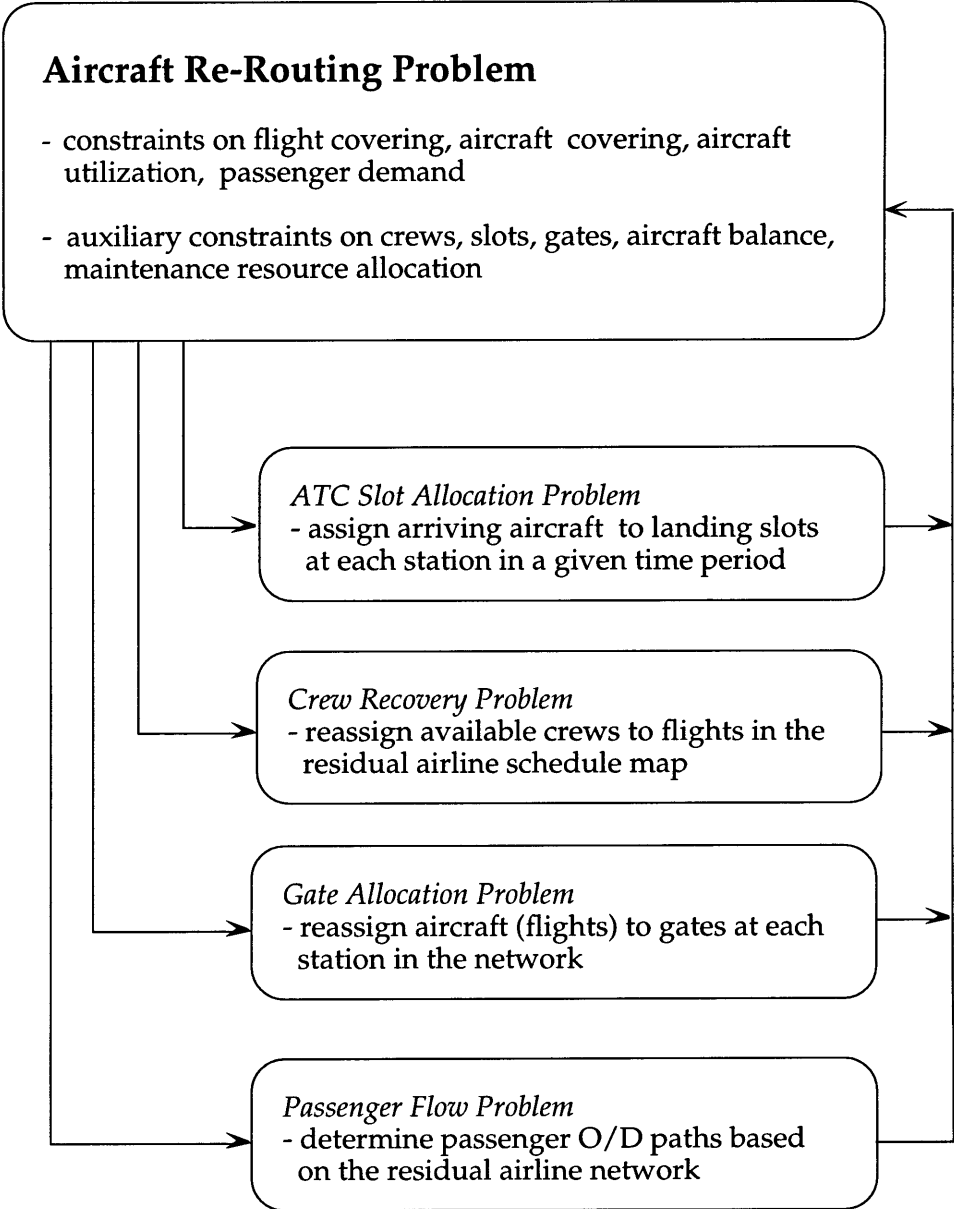 Aircraft Re-Routing Problem
- constraints on flight covering, aircraft covering, aircraft
utilization, passenger demand
- auxiliary constraints on crews, slots, gates, aircraft balance,
maintenance resource allocation
ATC Slot Allocation Problem
- assign arriving aircraft to landing slots
at each station in a given time period
Crew Recovery Problem
- reassign available crews to flights in the
residual airline schedule map
Gate Allocation Problem
- reassign aircraft (flights) to gates at each
station in the network
Passenger Flow Problem
- determine passenger O/D paths based
on the residual airline network